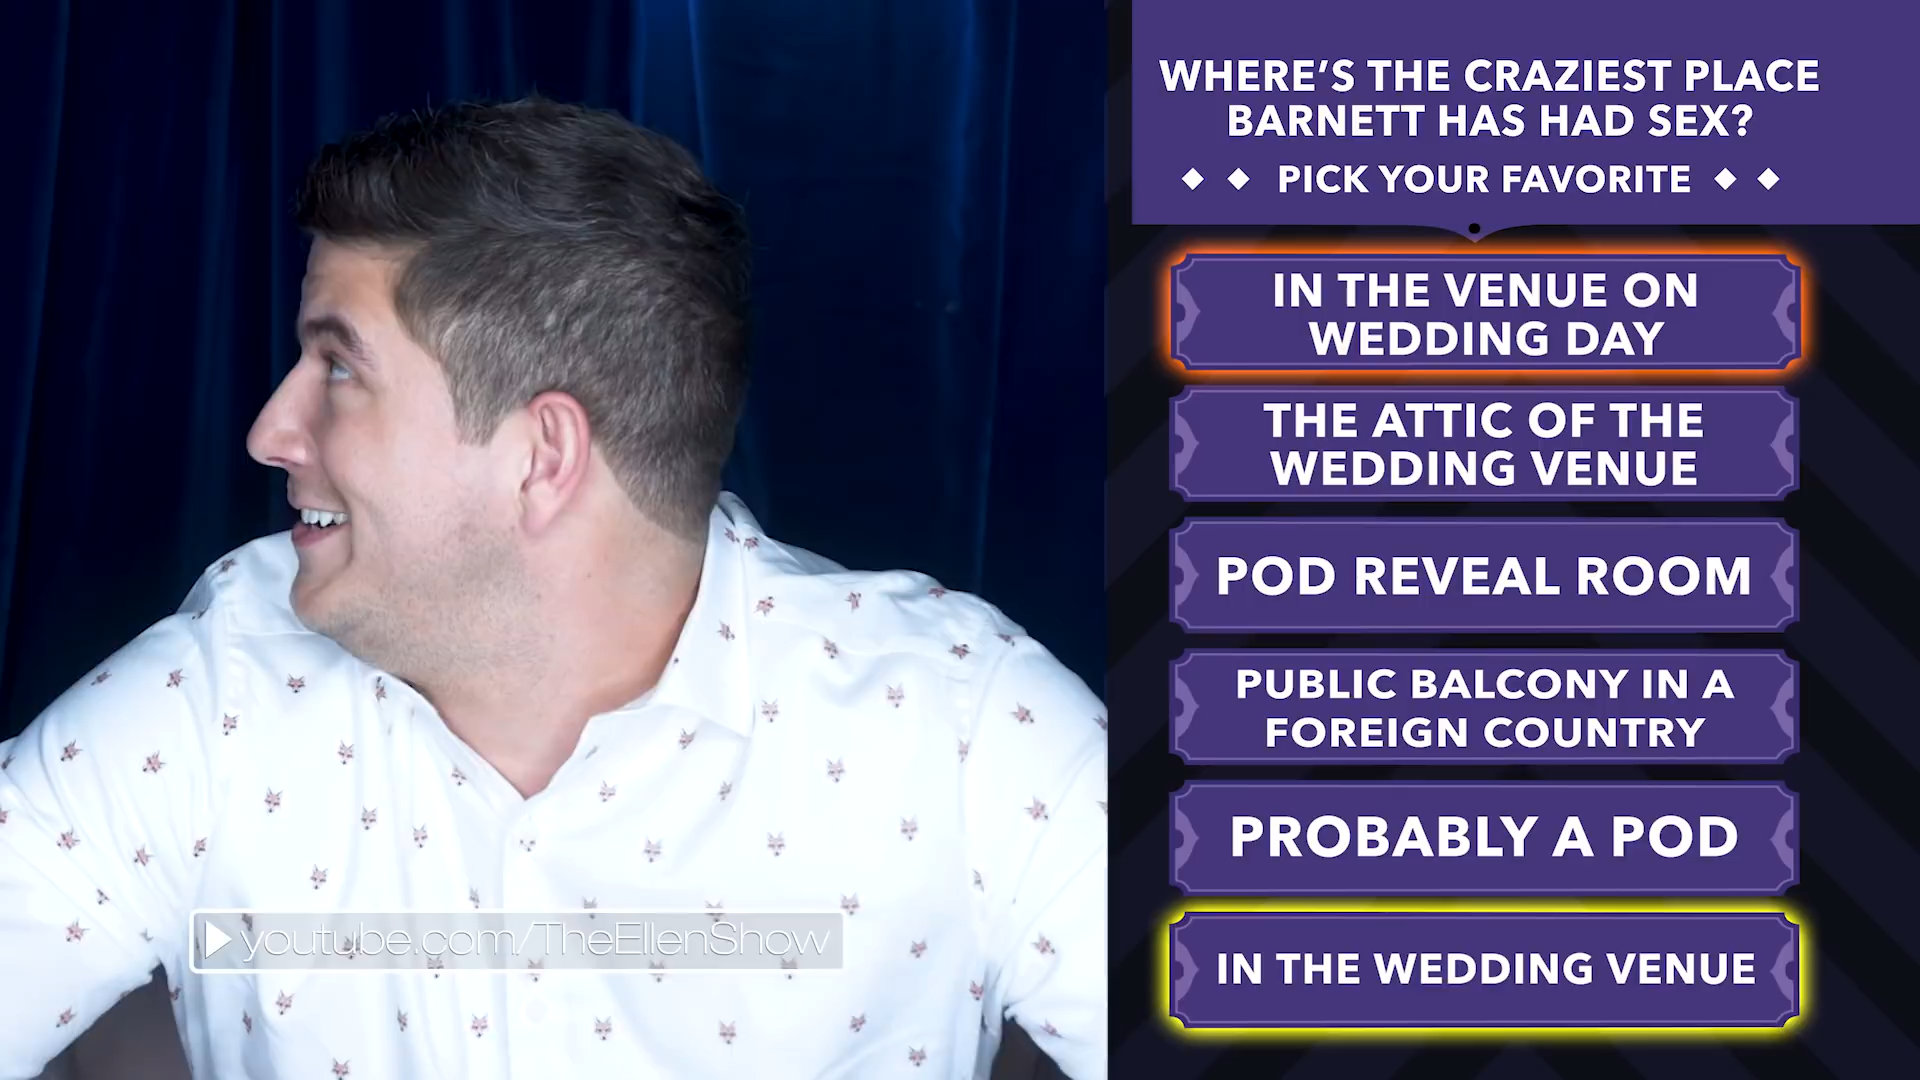 WHERE'S THE CRAZIEST PLACE
BARNETT HAS HAD SEX?
PICK YOUR FAVORITE
IN THE VENUE ON
WEDDING DAY
THE ATTIC OF THE
WEDDING VENUE
POD REVEAL ROOM
PUBLIC BALCONY IN A
FOREIGN COUNTRY
PROBABLY A POD
IN THE WEDDING VENUE
youtube.com/TheEllenShow